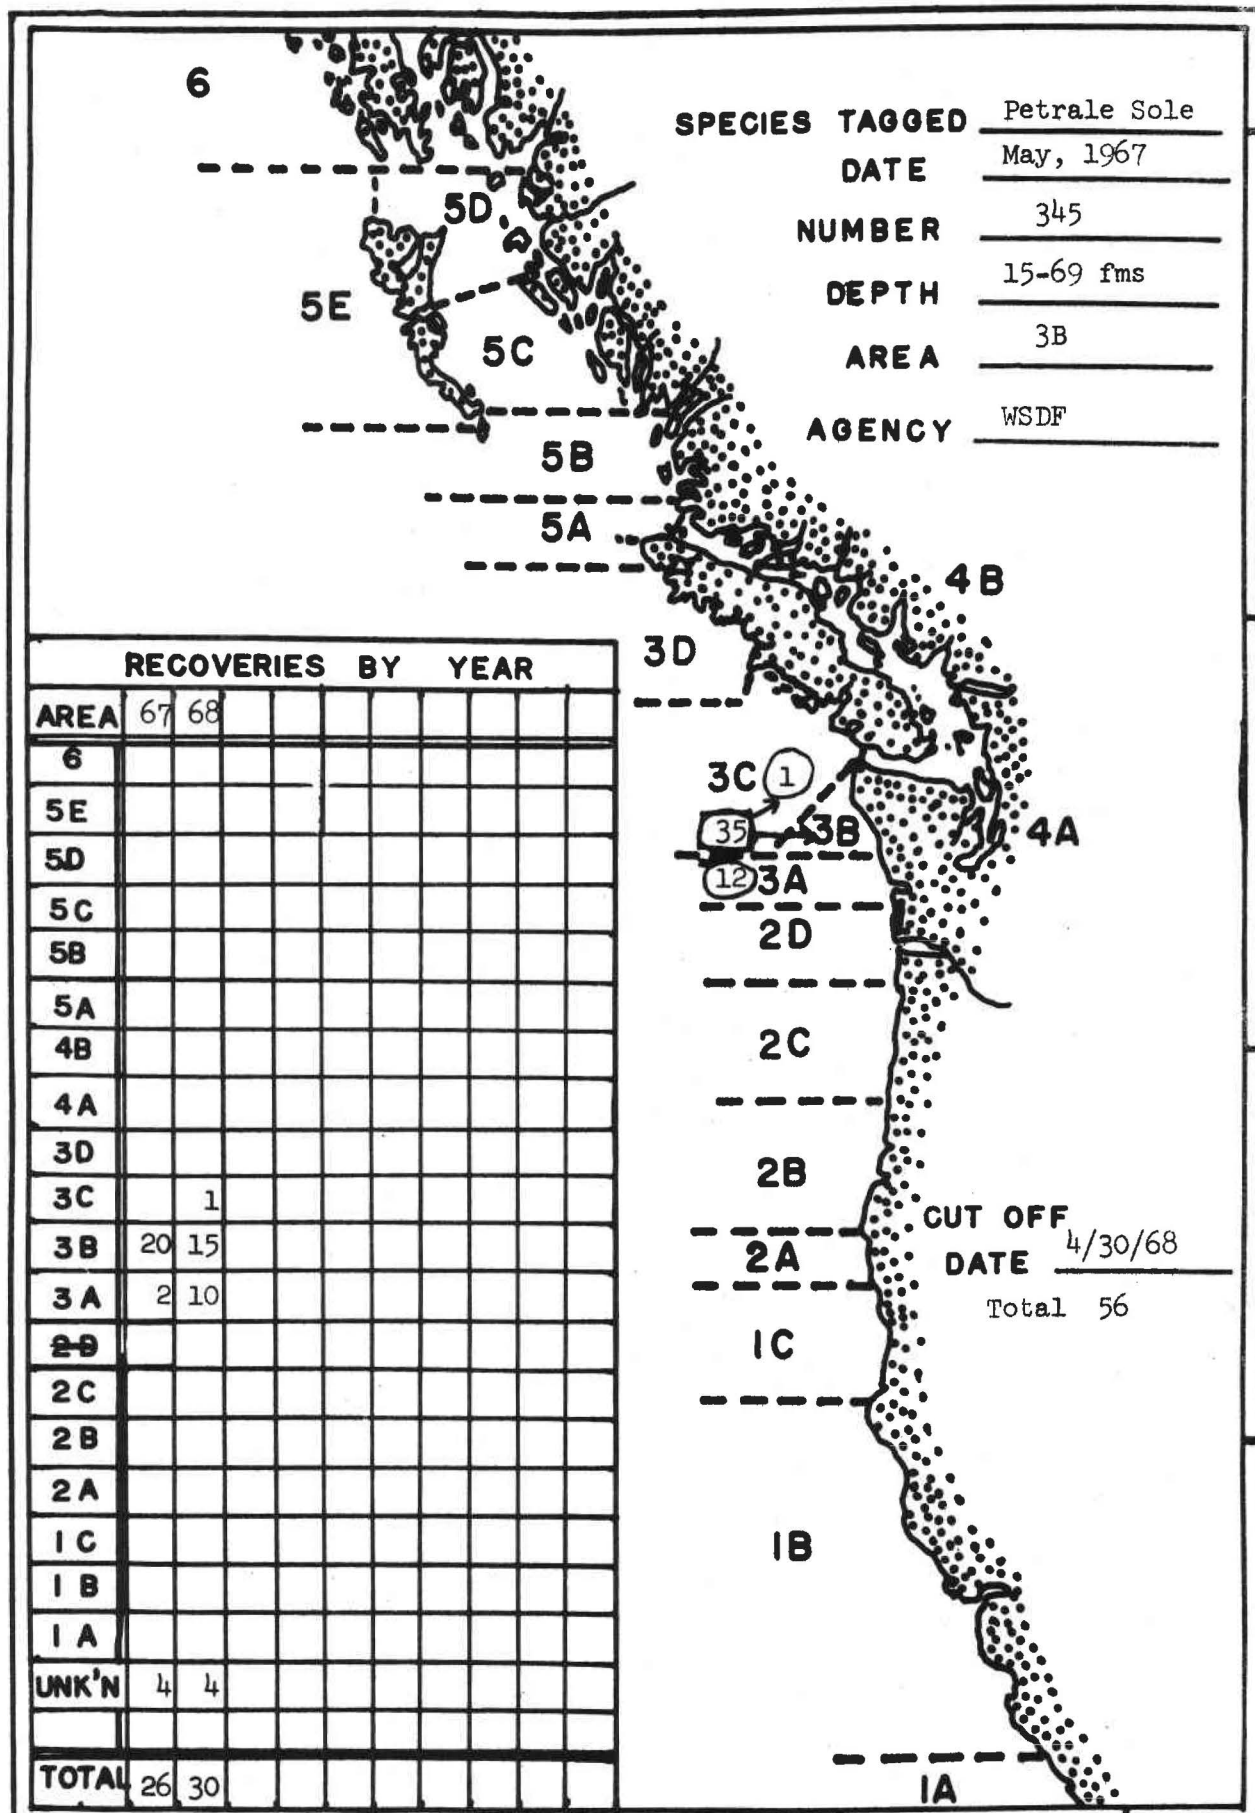 6
SPECIES TAGGED Petrale Sole
DATE May, 1967
5D
NUMBER 345
DEPTH 15-69 fms
5E
5C
AREA 3B
AGENCY WSDF
5B
5A
4B
3D
3C 1
35 3B
4A
12 3A
2D
2C
2B
CUT OFF
DATE 4/30/68
Total 56
2A
1C
1B
1A
RECOVERIES BY YEAR
AREA 67 68
6
5E
5D
5C
5B
5A
4B
4A
3D
3C 1
3B 20 15
3A 2 10
2D
2C
2B
2A
1C
1B
1A
UNK'N 4 4
TOTAL 26 30